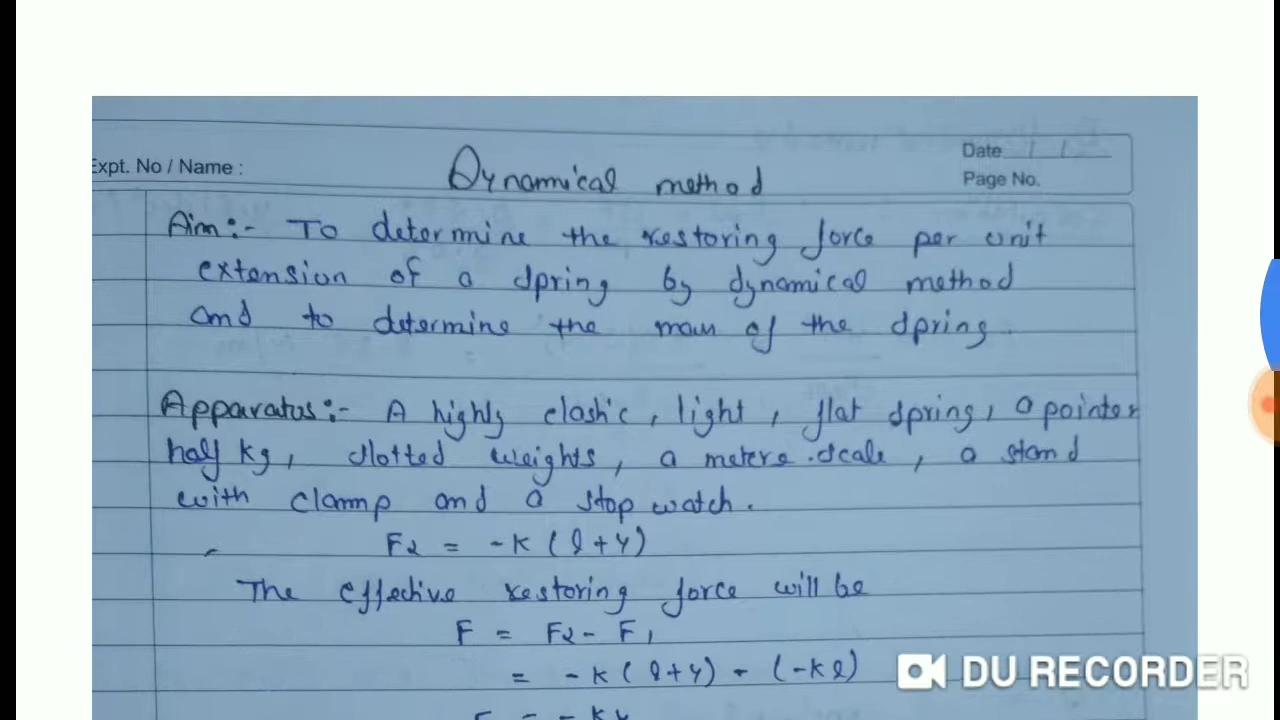 Expt. No / Name :
Dynamical method
Date / /
Page No.
Aim:- To determine the restoring force per unit
extension of a spring by dynamical method
and to determine the mass of the spring.
Apparatus:- A highly elastic, light, flat spring, a pointer
half kg, slotted weights, a metere scale, a stand
with clamp and a stop watch.
F2 = -K (l+y)
The effective restoring force will be
F = F2 - F1
= -K (l+y) - (-Kl)
F = -Ky
DU RECORDER